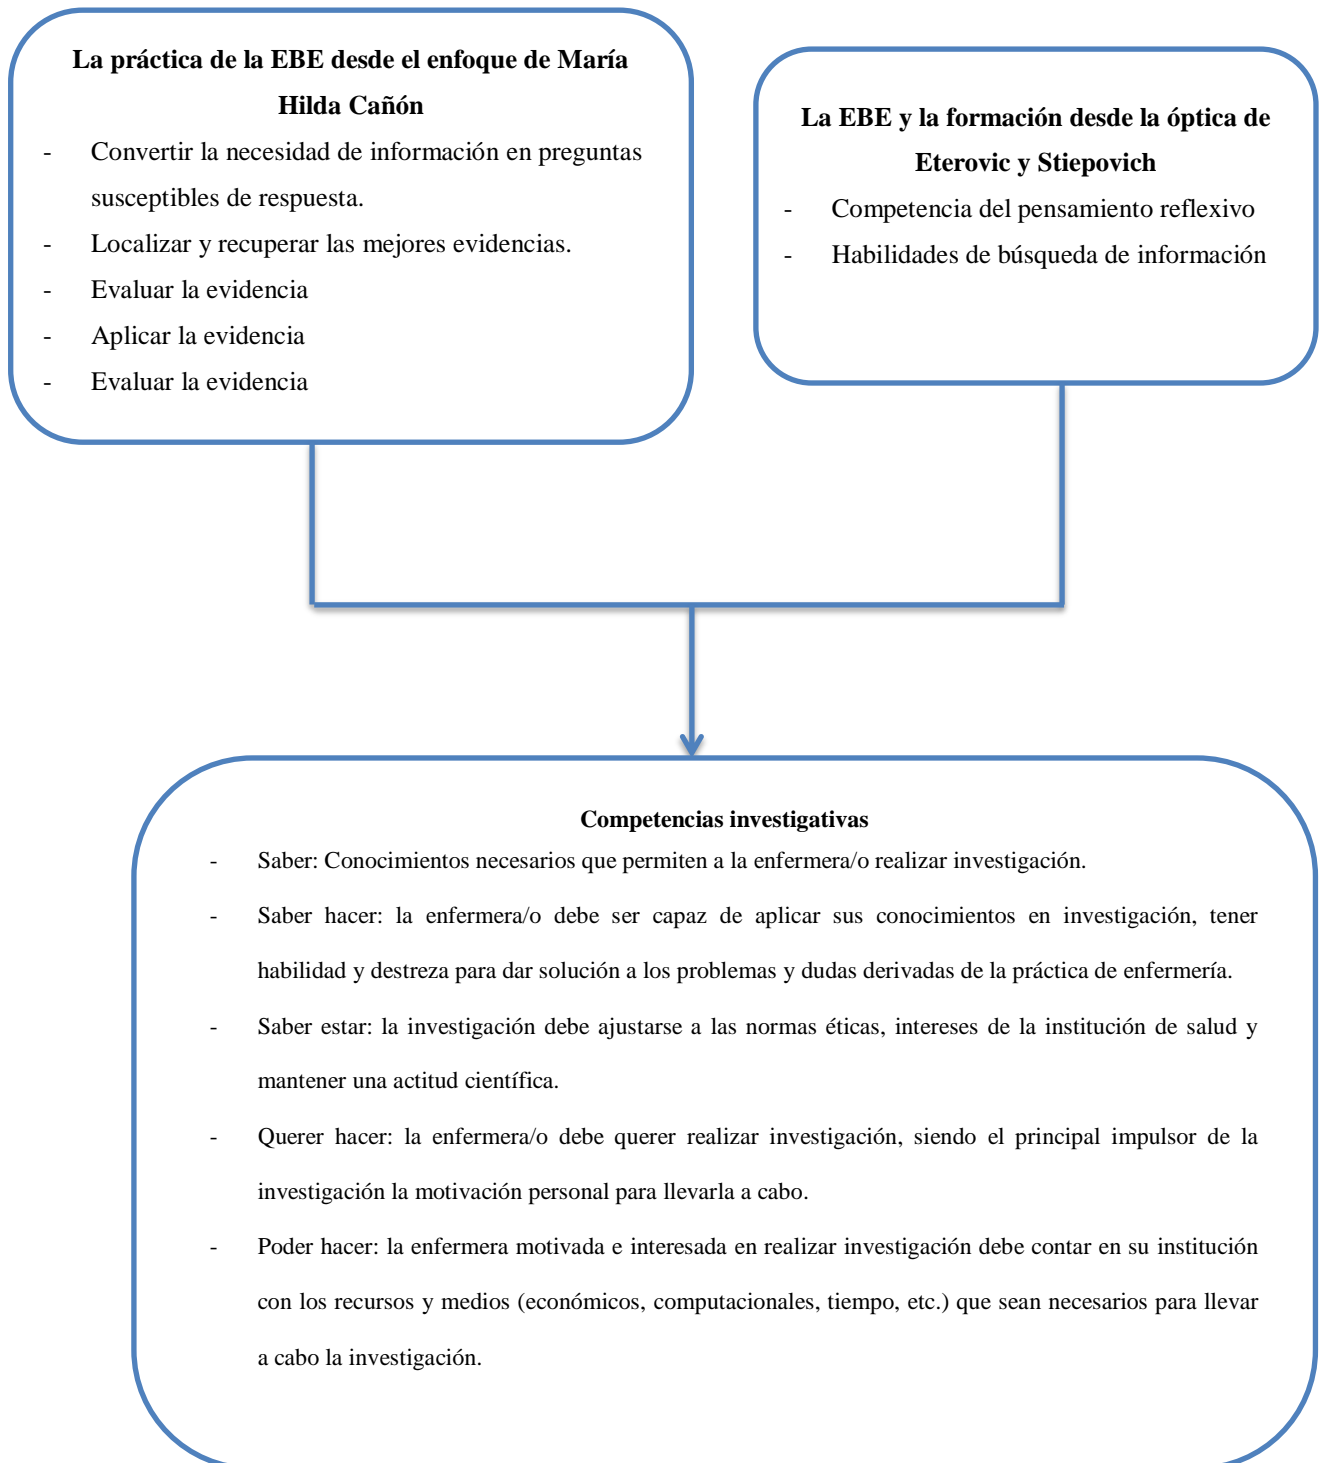 La práctica de la EBE desde el enfoque de María
Hilda Cañón
- Convertir la necesidad de información en preguntas
susceptibles de respuesta.
- Localizar y recuperar las mejores evidencias.
- Evaluar la evidencia
- Aplicar la evidencia
- Evaluar la evidencia
La EBE y la formación desde la óptica de
Eterovic y Stiepovich
- Competencia del pensamiento reflexivo
- Habilidades de búsqueda de información
Competencias investigativas
- Saber: Conocimientos necesarios que permiten a la enfermera/o realizar investigación.
- Saber hacer: la enfermera/o debe ser capaz de aplicar sus conocimientos en investigación, tener
habilidad y destreza para dar solución a los problemas y dudas derivadas de la práctica de enfermería.
- Saber estar: la investigación debe ajustarse a las normas éticas, intereses de la institución de salud y
mantener una actitud científica.
- Querer hacer: la enfermera/o debe querer realizar investigación, siendo el principal impulsor de la
investigación la motivación personal para llevarla a cabo.
- Poder hacer: la enfermera motivada e interesada en realizar investigación debe contar en su institución
con los recursos y medios (económicos, computacionales, tiempo, etc.) que sean necesarios para llevar
a cabo la investigación.